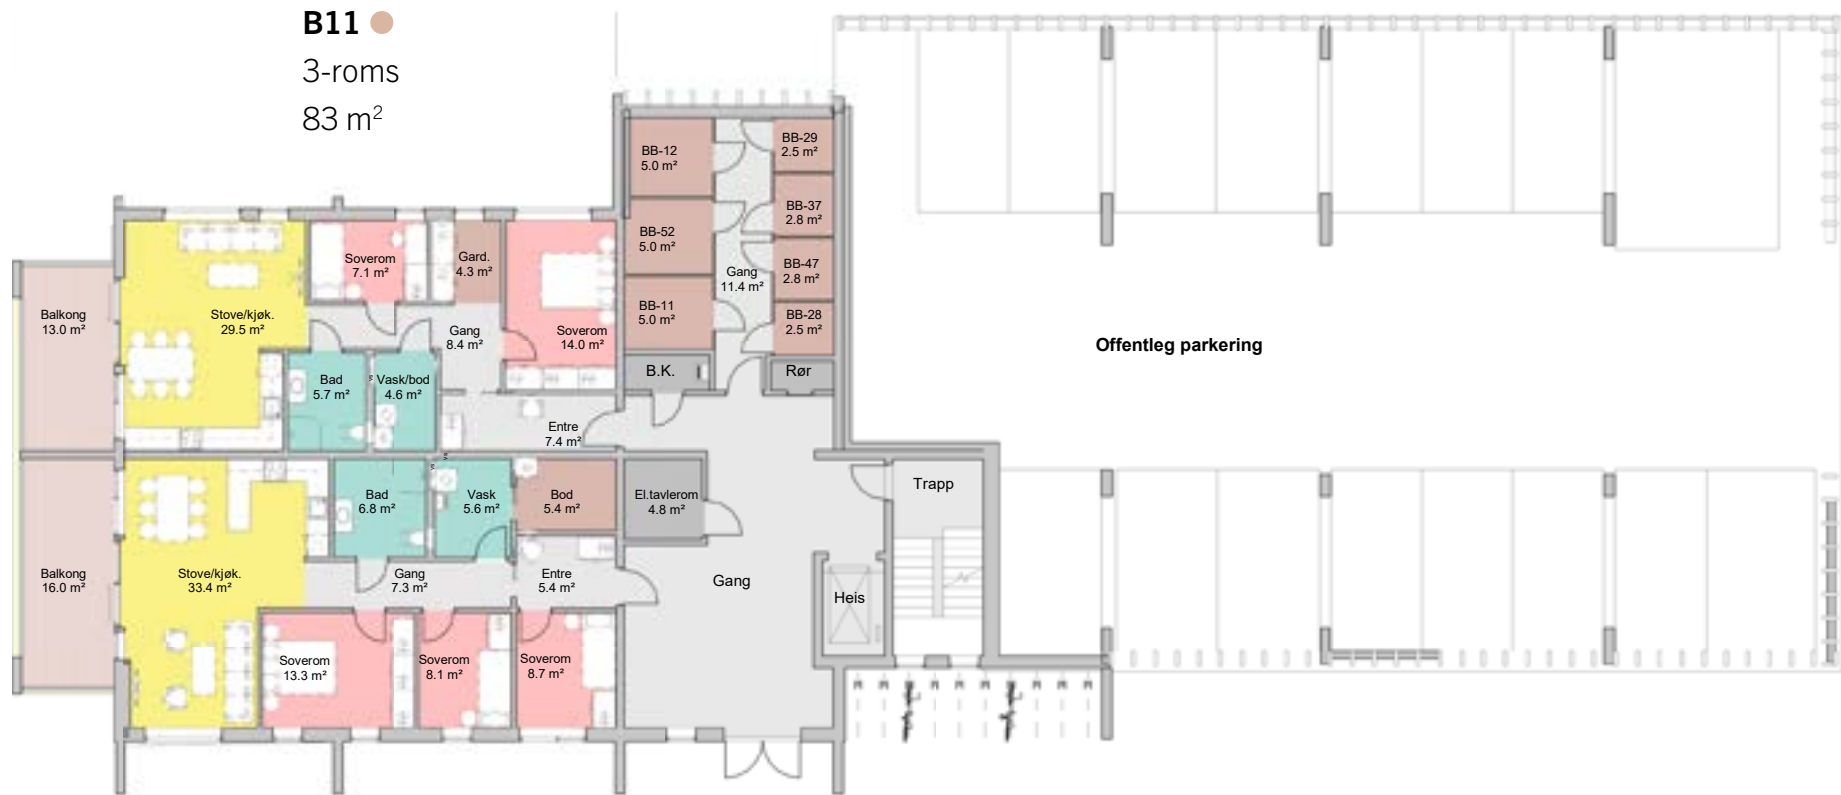 B11
3-roms
83 m²
BB-12
5.0 m²
BB-29
2.5 m²
BB-37
2.8 m²
BB-52
5.0 m²
BB-47
2.8 m²
Gang
11.4 m²
BB-11
5.0 m²
BB-28
2.5 m²
B.K.
Rør
Soverom
7.1 m²
Gard.
4.3 m²
Balkong
13.0 m²
Stove/kjøk.
29.5 m²
Gang
8.4 m²
Soverom
14.0 m²
Bad
5.7 m²
Vask/bod
4.6 m²
Entre
7.4 m²
Offentleg parkering
Bad
6.8 m²
Vask
5.6 m²
Bod
5.4 m²
El.tavlerom
4.8 m²
Trapp
Balkong
16.0 m²
Stove/kjøk.
33.4 m²
Gang
7.3 m²
Entre
5.4 m²
Gang
Heis
Soverom
13.3 m²
Soverom
8.1 m²
Soverom
8.7 m²